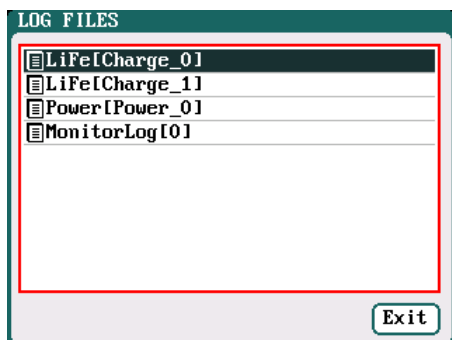 LOG FILES
LiFe[Charge_0]
LiFe[Charge_1]
Power[Power_0]
MonitorLog[0]
Exit